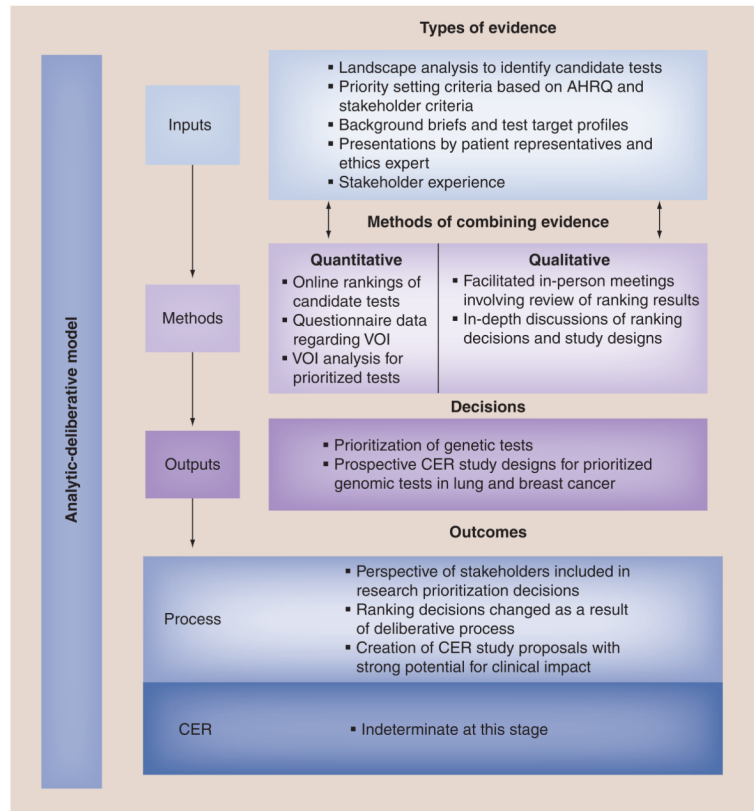 Analytic-deliberative model
Types of evidence
Inputs
▪ Landscape analysis to identify candidate tests
▪ Priority setting criteria based on AHRQ and
stakeholder criteria
▪ Background briefs and test target profiles
▪ Presentations by patient representatives and
ethics expert
▪ Stakeholder experience
Methods of combining evidence
Methods
Quantitative
▪ Online rankings of
candidate tests
▪ Questionnaire data
regarding VOI
▪ VOI analysis for
prioritized tests
Qualitative
▪ Facilitated in-person meetings
involving review of ranking results
▪ In-depth discussions of ranking
decisions and study designs
Decisions
Outputs
▪ Prioritization of genetic tests
▪ Prospective CER study designs for prioritized
genomic tests in lung and breast cancer
Outcomes
Process
▪ Perspective of stakeholders included in
research prioritization decisions
▪ Ranking decisions changed as a result
of deliberative process
▪ Creation of CER study proposals with
strong potential for clinical impact
CER
▪ Indeterminate at this stage